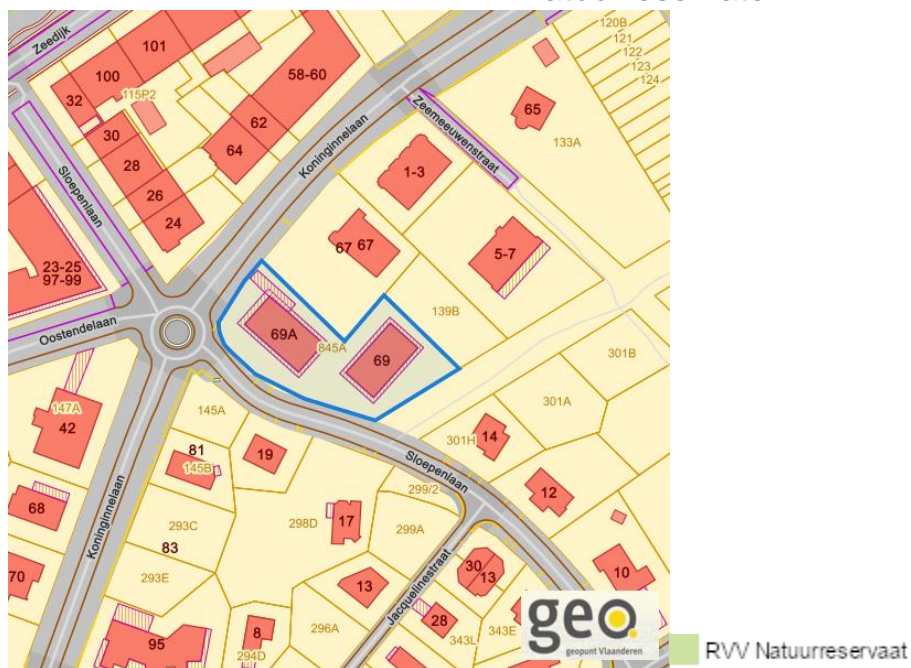 Zeedijk
101
100
115P2
32
30
28
26
24
58-60
62
64
Koninginnelaan
Zeemeeuwenstraat
65
133A
120B
121
122
123
124
1-3
67 67
5-7
139B
Sloepenlaan
23-25
97-99
Oostendelaan
69A
845A
69
301B
301A
301H
14
147A
42
145A
81
145B
19
Sloepenlaan
299/2
12
68
Koninginnelaan
293C
83
298D
17
299A
70
293E
13
Jacquelinestraat
30
13
10
95
8
294D
296A
28
343L
343E
geo.
geopunt Vlaanderen
RVV Natuurreservaat